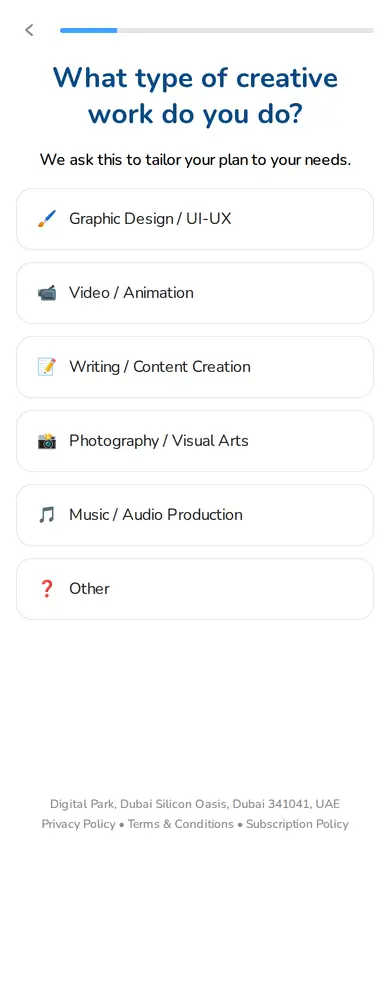 What type of creative
work do you do?
We ask this to tailor your plan to your needs.
Graphic Design / UI-UX
Video / Animation
Writing / Content Creation
Photography / Visual Arts
Music / Audio Production
Other
Digital Park, Dubai Silicon Oasis, Dubai 341041, UAE
Privacy Policy • Terms & Conditions • Subscription Policy